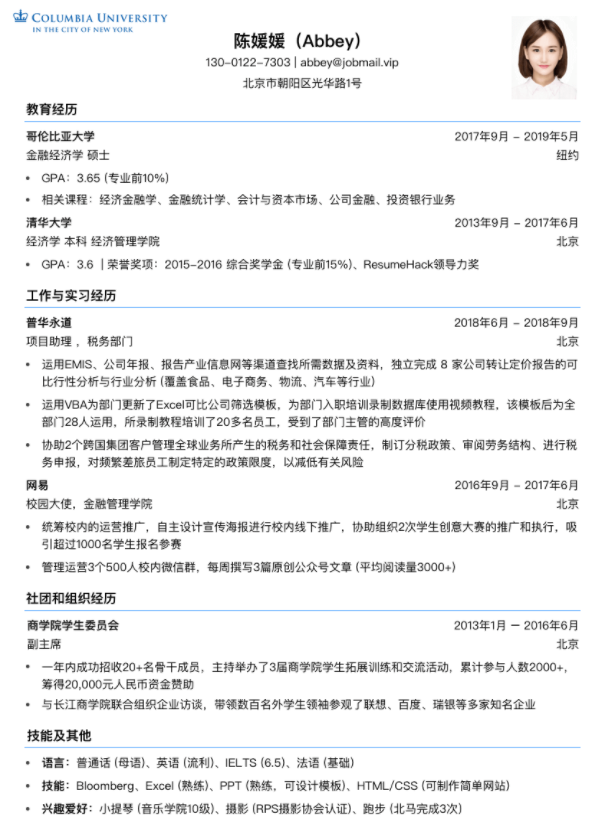 COLUMBIA UNIVERSITY
IN THE CITY OF NEW YORK
陈媛媛（Abbey）
130-0122-7303 | abbey@jobmail.vip
北京市朝阳区光华路1号
教育经历
哥伦比亚大学 2017年9月 – 2019年5月
金融经济学 硕士 纽约
• GPA：3.65 (专业前10%)
• 相关课程：经济金融学、金融统计学、会计与资本市场、公司金融、投资银行业务
清华大学 2013年9月 – 2017年6月
经济学 本科 经济管理学院 北京
• GPA：3.6 | 荣誉奖项：2015-2016 综合奖学金 (专业前15%)、ResumeHack领导力奖
工作与实习经历
普华永道 2018年6月 – 2018年9月
项目助理 ，税务部门 北京
• 运用EMIS、公司年报、报告产业信息网等渠道查找所需数据及资料，独立完成 8 家公司转让定价报告的可
比行性分析与行业分析 (覆盖食品、电子商务、物流、汽车等行业)
• 运用VBA为部门更新了Excel可比公司筛选模板，为部门入职培训录制数据库使用视频教程，该模板后为全
部门28人运用，所录制教程培训了20多名员工，受到了部门主管的高度评价
• 协助2个跨国集团客户管理全球业务所产生的税务和社会保障责任，制订分税政策、审阅劳务结构、进行税
务申报，对频繁差旅员工制定特定的政策限度，以减低有关风险
网易 2016年9月 – 2017年6月
校园大使，金融管理学院 北京
• 统筹校内的运营推广，自主设计宣传海报进行校内线下推广，协助组织2次学生创意大赛的推广和执行，吸
引超过1000名学生报名参赛
• 管理运营3个500人校内微信群，每周撰写3篇原创公众号文章 (平均阅读量3000+)
社团和组织经历
商学院学生委员会 2013年1月 – 2016年6月
副主席 北京
• 一年内成功招收20+名骨干成员，主持举办了3届商学院学生拓展训练和交流活动，累计参与人数2000+，
筹得20,000元人民币资金赞助
• 与长江商学院联合组织企业访谈，带领数百名外学生领袖参观了联想、百度、瑞银等多家知名企业
技能及其他
• 语言：普通话 (母语)、英语 (流利)、IELTS (6.5)、法语 (基础)
• 技能：Bloomberg、Excel (熟练)、PPT (熟练，可设计模板)、HTML/CSS (可制作简单网站)
• 兴趣爱好：小提琴 (音乐学院10级)、摄影 (RPS摄影协会认证)、跑步 (北马完成3次)